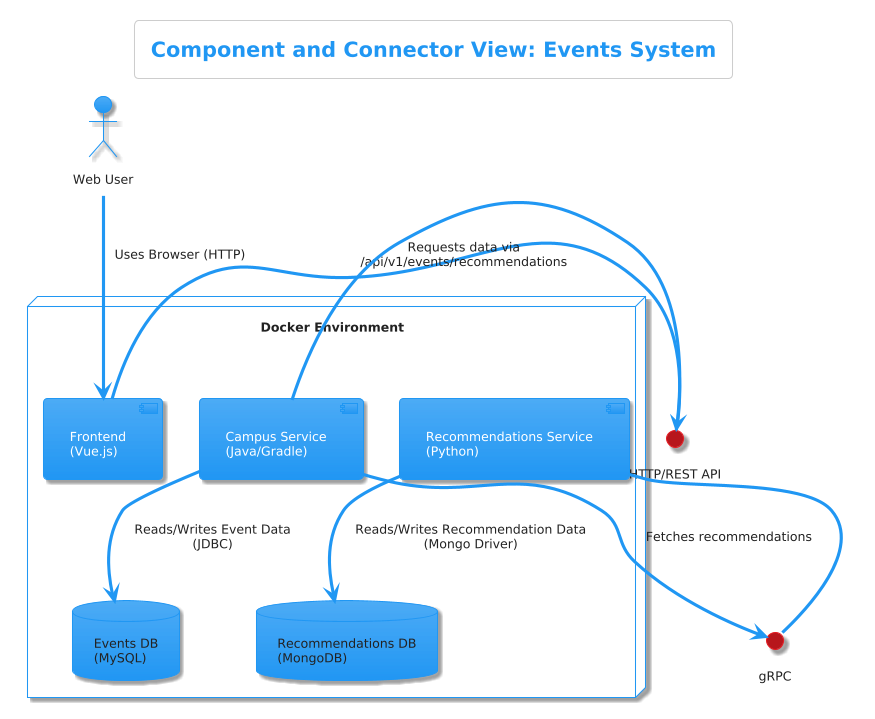 Component and Connector View: Events System
Web User
Uses Browser (HTTP)
Requests data via
/api/v1/events/recommendations
Docker Environment
Frontend
(Vue.js)
Campus Service
(Java/Gradle)
Recommendations Service
(Python)
HTTP/REST API
Reads/Writes Event Data
(JDBC)
Reads/Writes Recommendation Data
(Mongo Driver)
Fetches recommendations
Events DB
(MySQL)
Recommendations DB
(MongoDB)
gRPC